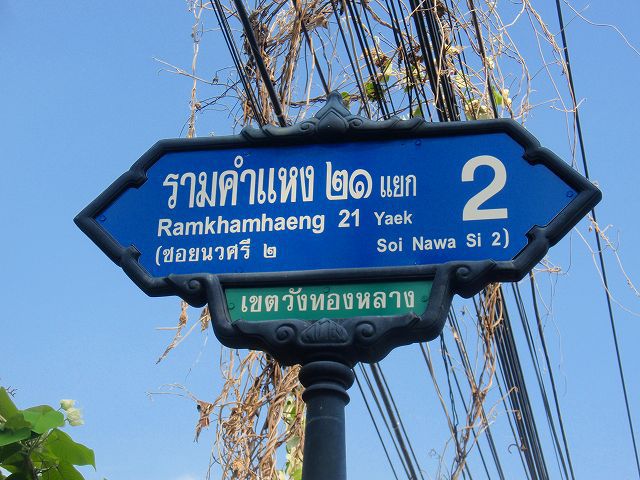 รามคำแหง ๒๑ แยก 2
Ramkhamhaeng 21 Yaek
(ซอยนวศรี ๒ Soi Nawa Si 2)
เขตวังทองหลาง